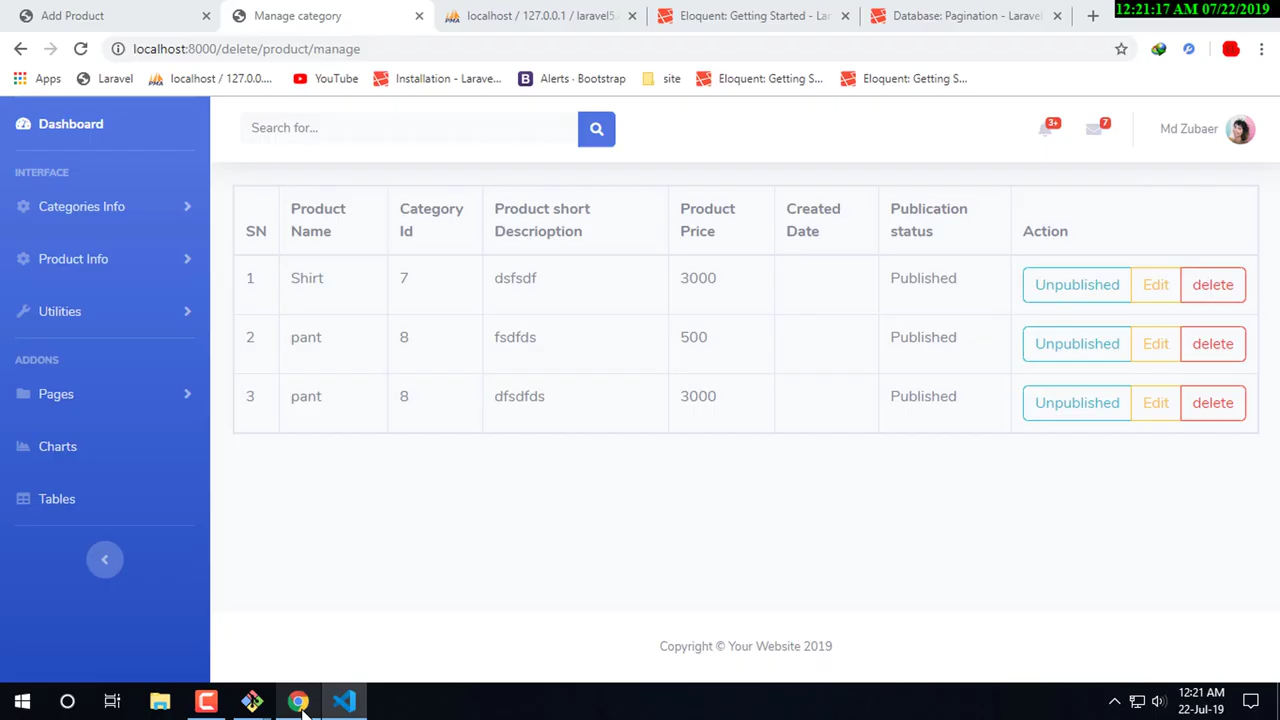 Add Product
Manage category
localhost / 127.0.0.1 / laravel5.
Eloquent: Getting Started - Lar
Database: Pagination - Laravel
12:21:17 AM 07/22/2019
localhost:8000/delete/product/manage
Apps
Laravel
localhost / 127.0.0....
YouTube
Installation - Larave...
Alerts · Bootstrap
site
Eloquent: Getting S...
Eloquent: Getting S...
Dashboard
INTERFACE
Categories Info
Product Info
Utilities
ADDONS
Pages
Charts
Tables
Search for...
3+
7
Md Zubaer
SN
Product Name
Category Id
Product short Descrioption
Product Price
Created Date
Publication status
Action
1 Shirt 7 dsfsdf 3000 Published Unpublished Edit delete
2 pant 8 fsdfds 500 Published Unpublished Edit delete
3 pant 8 dfsdfds 3000 Published Unpublished Edit delete
Copyright © Your Website 2019
12:21 AM
22-Jul-19